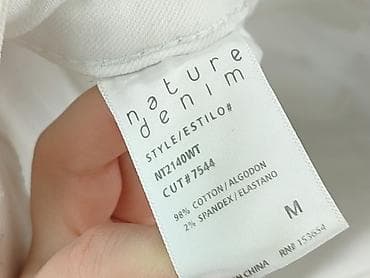 nature
denim
STYLE/ESTILO#
NT2140WT
CUT#7544
98% COTTON/ALGODON
2% SPANDEX/ELASTANO
M
CHINA
RN# 153654